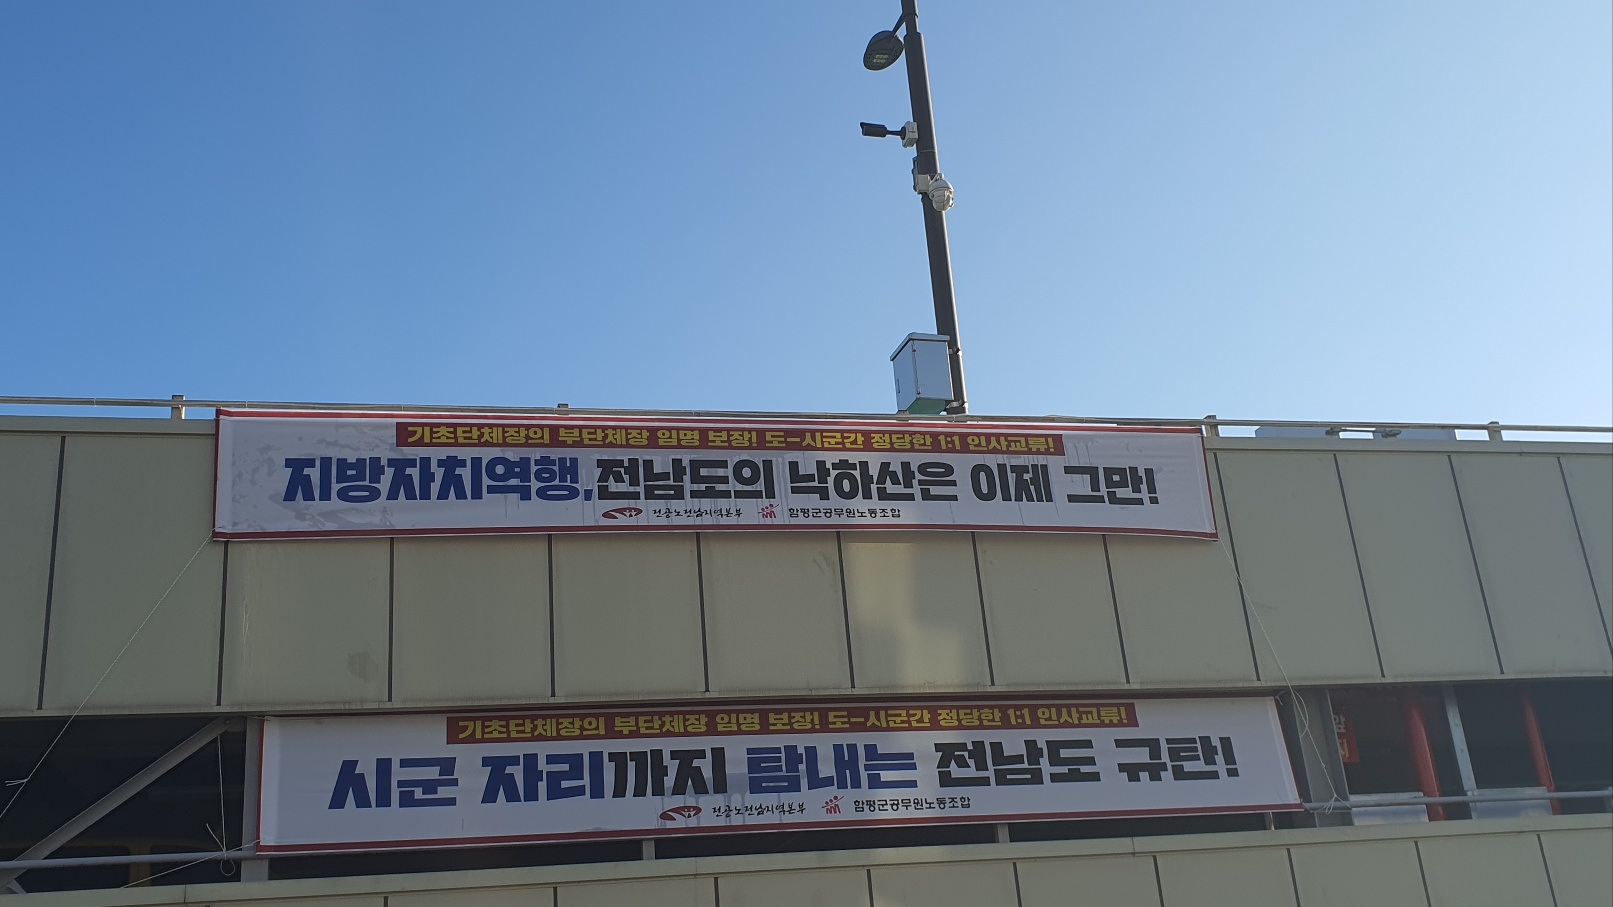 기초단체장의 부단체장 임명 보장! 도-시군간 정당한 1:1 인사교류!
지방자치역행, 전남도의 낙하산은 이제 그만!
전공노전남지역본부 함평군공무원노동조합
기초단체장의 부단체장 임명 보장! 도-시군간 정당한 1:1 인사교류!
시군 자리까지 탐내는 전남도 규탄!
전공노전남지역본부 함평군공무원노동조합